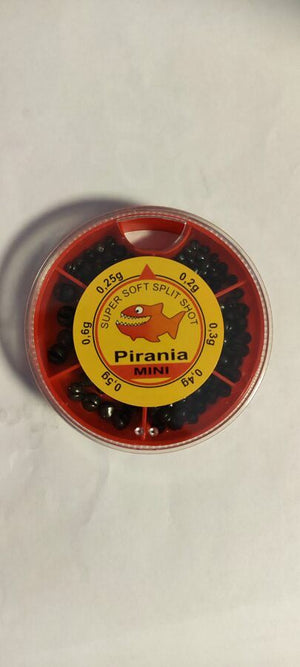 SUPER SOFT SPLIT SHOT
Pirania
MINI
0,2g
0,3g
0,4g
0,5g
0,6g
0,25g